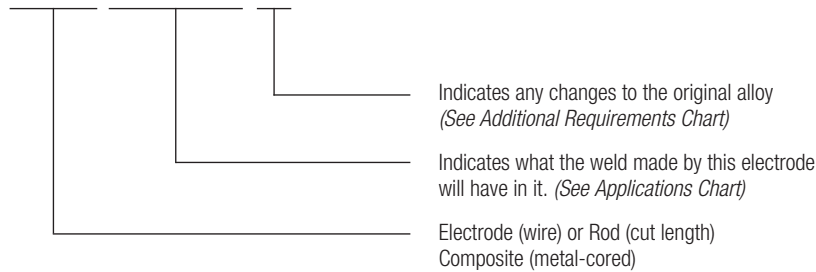 Indicates any changes to the original alloy
(See Additional Requirements Chart)
Indicates what the weld made by this electrode
will have in it. (See Applications Chart)
Electrode (wire) or Rod (cut length)
Composite (metal-cored)